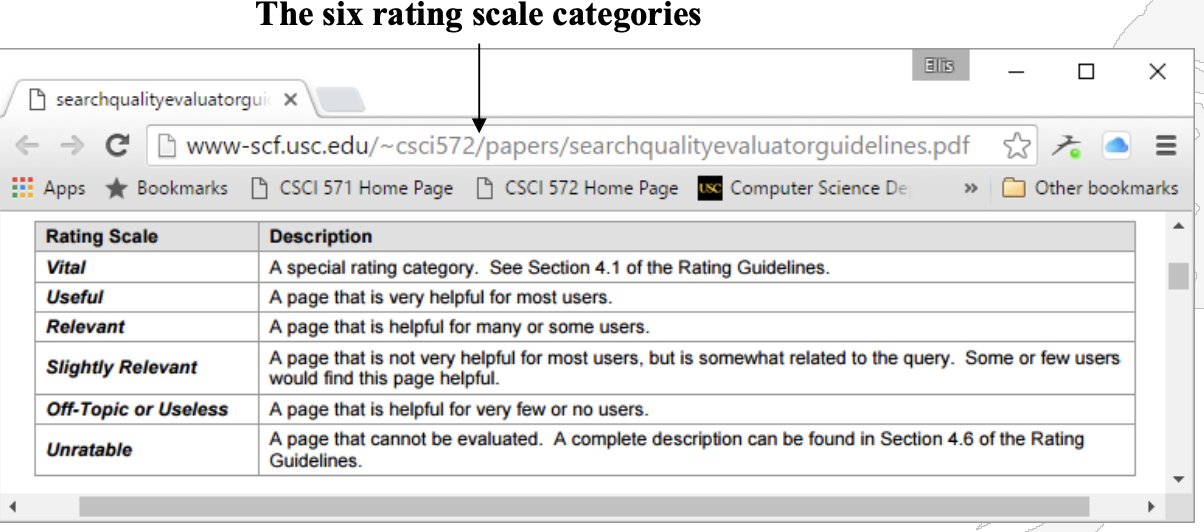 The six rating scale categories
Ellis
searchqualityevaluatorgui
www-scf.usc.edu/~csci572/papers/searchqualityevaluatorguidelines.pdf
Apps Bookmarks CSCI 571 Home Page CSCI 572 Home Page USC Computer Science De » Other bookmarks
Rating Scale Description
Vital A special rating category. See Section 4.1 of the Rating Guidelines.
Useful A page that is very helpful for most users.
Relevant A page that is helpful for many or some users.
Slightly Relevant A page that is not very helpful for most users, but is somewhat related to the query. Some or few users
would find this page helpful.
Off-Topic or Useless A page that is helpful for very few or no users.
Unratable A page that cannot be evaluated. A complete description can be found in Section 4.6 of the Rating
Guidelines.